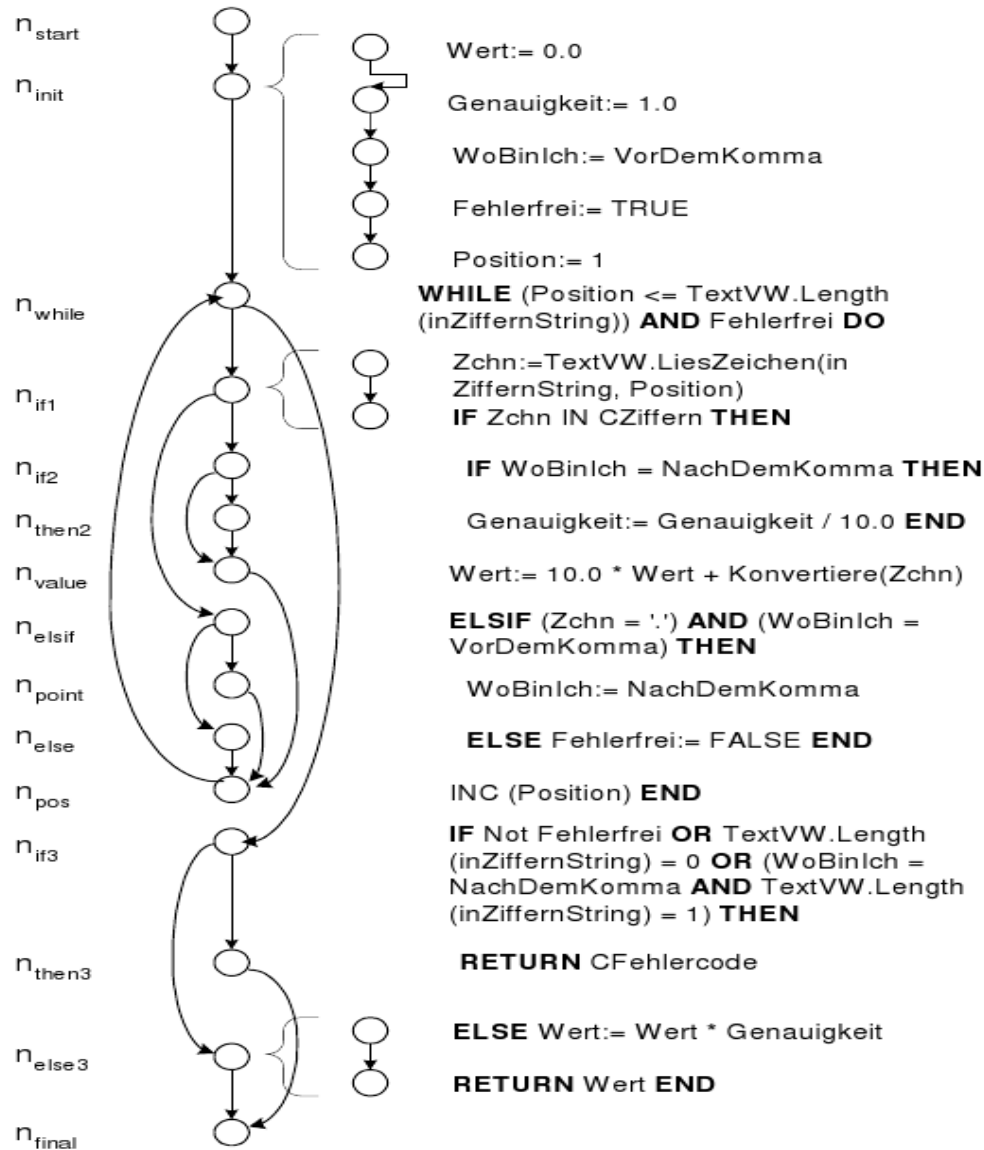 n_start
n_init
Wert:= 0.0
Genauigkeit:= 1.0
WoBinIch:= VorDemKomma
Fehlerfrei:= TRUE
Position:= 1
n_while
WHILE (Position <= TextVW.Length
(inZiffernString)) AND Fehlerfrei DO
n_if1
Zchn:=TextVW.LiesZeichen(in
ZiffernString, Position)
IF Zchn IN CZiffern THEN
n_if2
IF WoBinIch = NachDemKomma THEN
n_then2
Genauigkeit:= Genauigkeit / 10.0 END
n_value
Wert:= 10.0 * Wert + Konvertiere(Zchn)
n_elsif
ELSIF (Zchn = '.') AND (WoBinIch =
VorDemKomma) THEN
n_point
WoBinIch:= NachDemKomma
n_else
ELSE Fehlerfrei:= FALSE END
n_pos
INC (Position) END
n_if3
IF Not Fehlerfrei OR TextVW.Length
(inZiffernString) = 0 OR (WoBinIch =
NachDemKomma AND TextVW.Length
(inZiffernString) = 1) THEN
n_then3
RETURN CFehlercode
n_else3
ELSE Wert:= Wert * Genauigkeit
RETURN Wert END
n_final